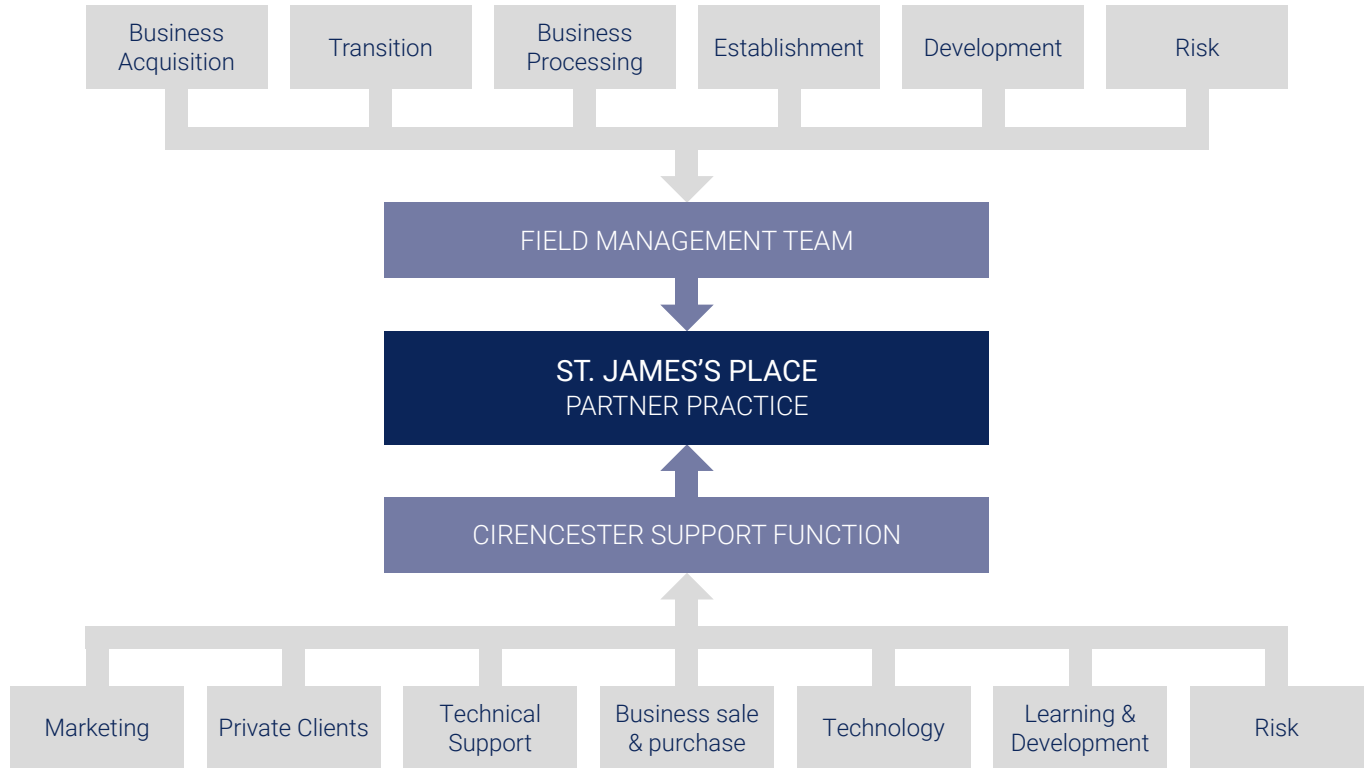 Business
Acquisition
Transition
Business
Processing
Establishment
Development
Risk
FIELD MANAGEMENT TEAM
ST. JAMES’S PLACE
PARTNER PRACTICE
CIRENCESTER SUPPORT FUNCTION
Marketing
Private Clients
Technical
Support
Business sale
& purchase
Technology
Learning &
Development
Risk